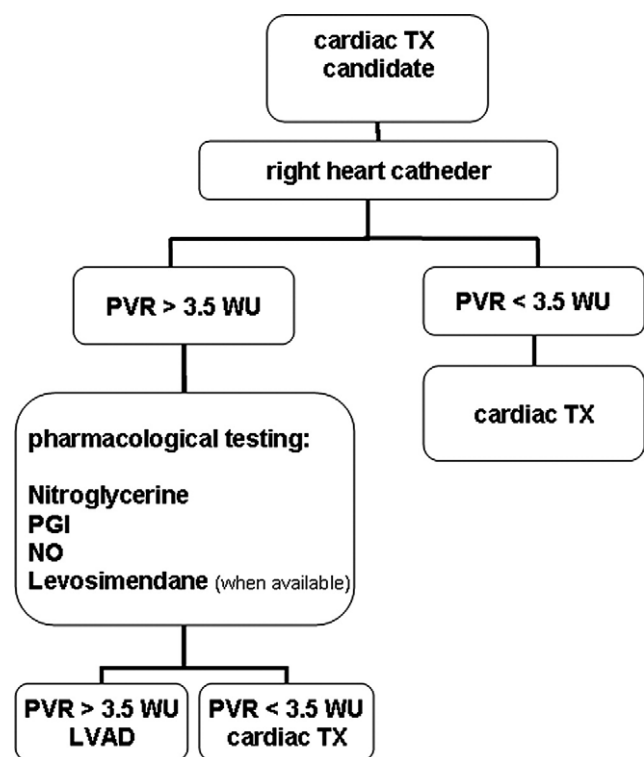 cardiac TX
candidate
right heart catheder
PVR > 3.5 WU
PVR < 3.5 WU
cardiac TX
pharmacological testing:
Nitroglycerine
PGI
NO
Levosimendane (when available)
PVR > 3.5 WU
LVAD
PVR < 3.5 WU
cardiac TX